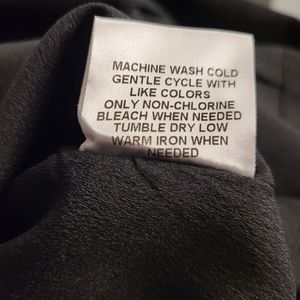 MACHINE WASH COLD
GENTLE CYCLE WITH
LIKE COLORS
ONLY NON-CHLORINE
BLEACH WHEN NEEDED
TUMBLE DRY LOW
WARM IRON WHEN
NEEDED